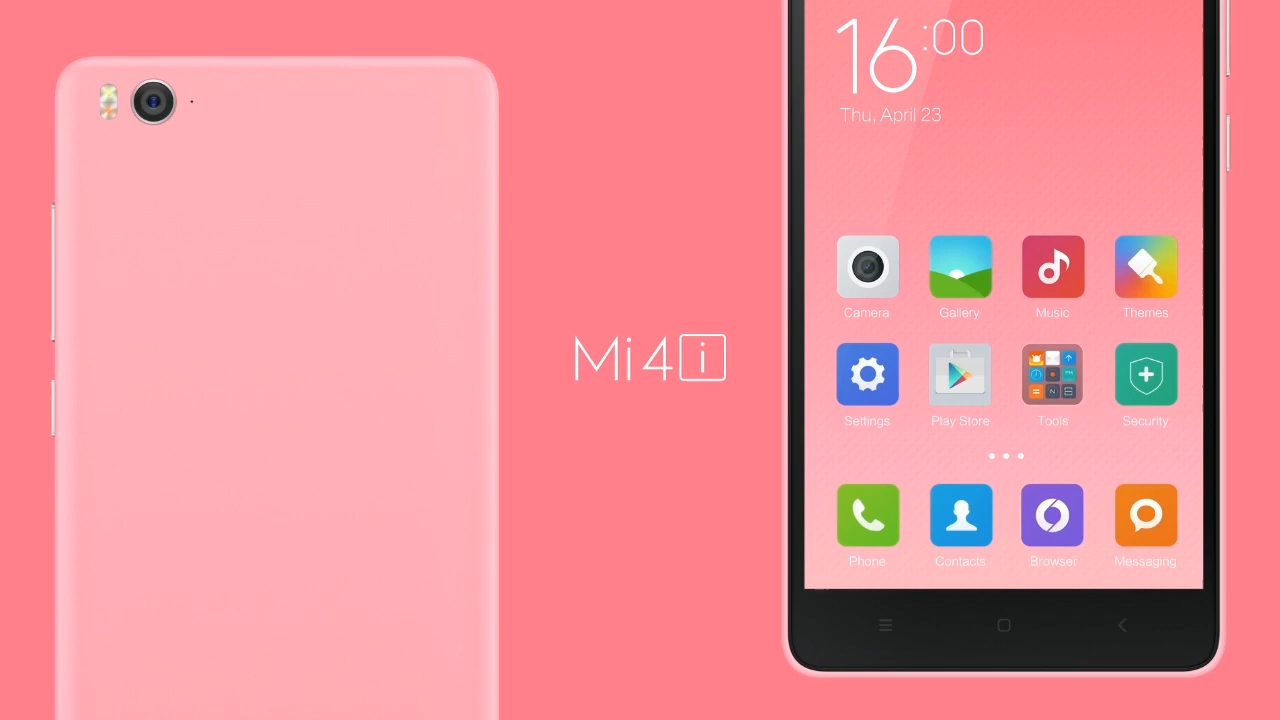 16:00
Thu, April 23
Mi 4i
Camera Gallery Music Themes
Settings Play Store Tools Security
Phone Contacts Browser Messaging